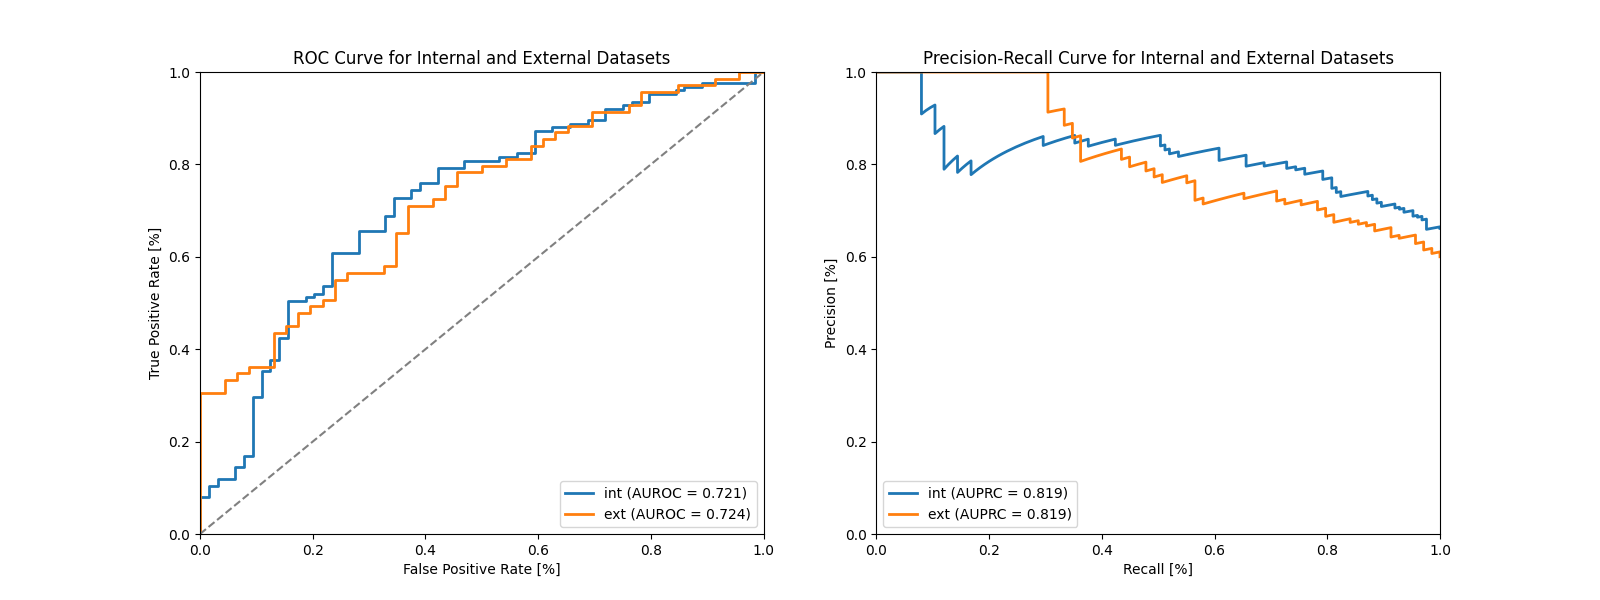 ROC Curve for Internal and External Datasets
1.0
0.8
0.6
0.4
0.2
0.0
True Positive Rate [%]
0.0 0.2 0.4 0.6 0.8 1.0
False Positive Rate [%]
int (AUROC = 0.721)
ext (AUROC = 0.724)
Precision-Recall Curve for Internal and External Datasets
1.0
0.8
0.6
0.4
0.2
0.0
Precision [%]
0.0 0.2 0.4 0.6 0.8 1.0
Recall [%]
int (AUPRC = 0.819)
ext (AUPRC = 0.819)